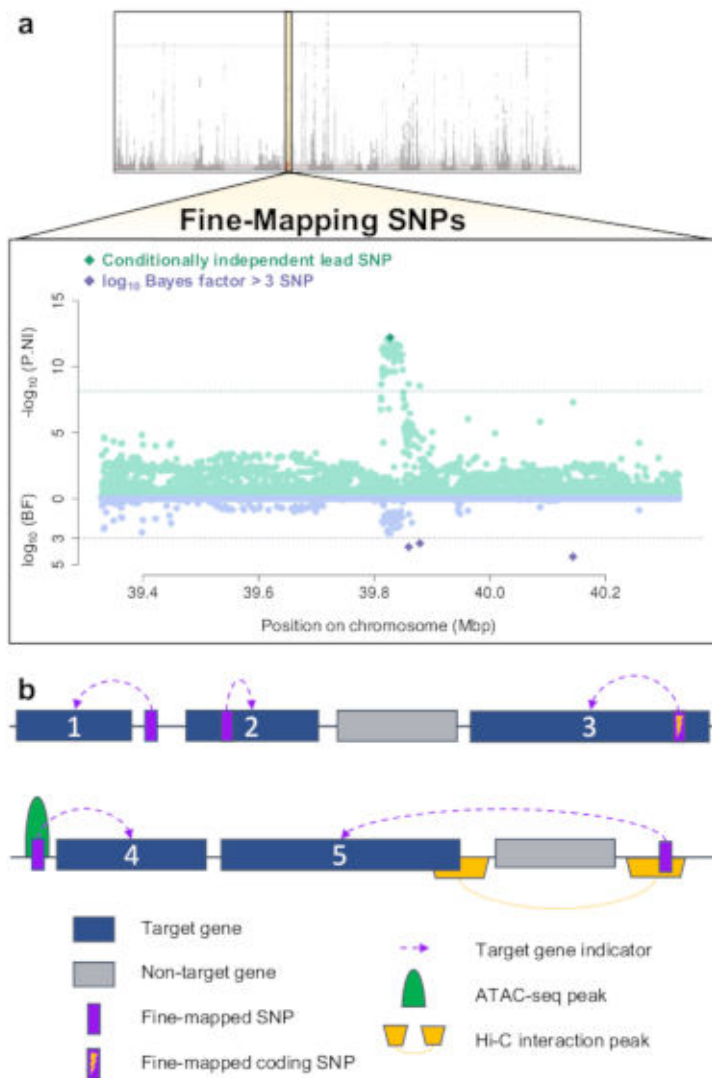 a
Fine-Mapping SNPs
Conditionally independent lead SNP
log10 Bayes factor > 3 SNP
15
10
5
0
3
5
-log10 (P.NI)
log10 (BF)
39.4 39.6 39.8 40.0 40.2
Position on chromosome (Mbp)
b
1 2 3
4 5
Target gene
Non-target gene
Fine-mapped SNP
Fine-mapped coding SNP
Target gene indicator
ATAC-seq peak
Hi-C interaction peak